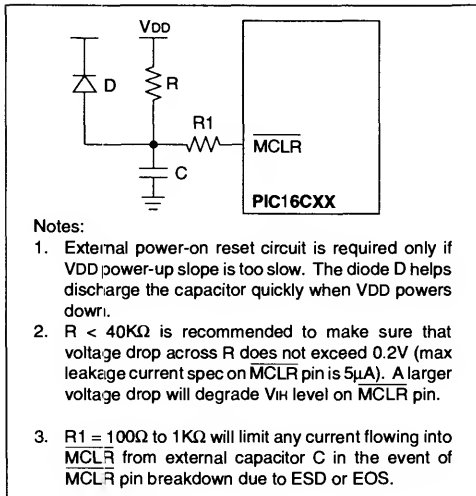 VDD
D
R
R1
MCLR
C
PIC16CXX
Notes:
1. External power-on reset circuit is required only if
VDD power-up slope is too slow. The diode D helps
discharge the capacitor quickly when VDD powers
down.
2. R < 40KΩ is recommended to make sure that
voltage drop across R does not exceed 0.2V (max
leakage current spec on MCLR pin is 5μA). A larger
voltage drop will degrade VIH level on MCLR pin.
3. R1 = 100Ω to 1KΩ will limit any current flowing into
MCLR from external capacitor C in the event of
MCLR pin breakdown due to ESD or EOS.